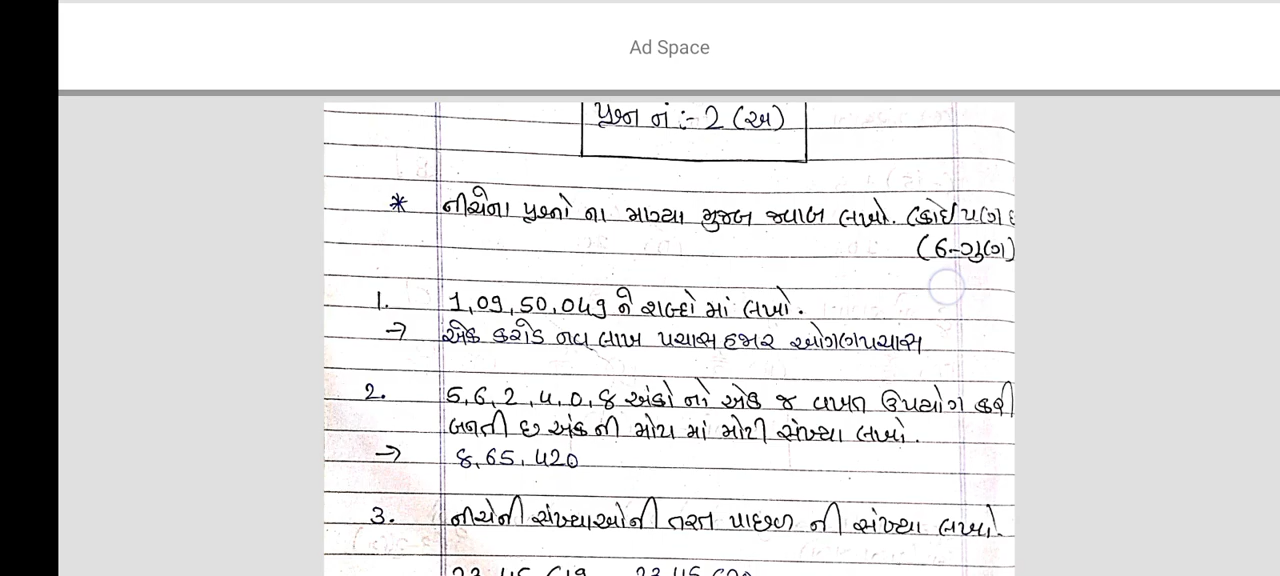 Ad Space
પ્રશ્ન નં:- 2 (અ)
* નીચેના પ્રશ્નો ના માગ્યા મુજબ જવાબ લખો. (કોઈ પણ
(6-ગુણ)
1. 1,09,50,049 ને શબ્દો માં લખો.
→ એક કરોડ નવ લાખ પચાસ હજાર ઓગણપચાસ
2. 5,6,2,4,0,8 અંકો નો એક જ વખત ઉપયોગ કરી
બનતી છ અંક ની મોટા માં મોટી સંખ્યા લખો.
→ 8,65,420
3. નીચેની સંખ્યાઓની તરત પાછળ ની સંખ્યા લખો.